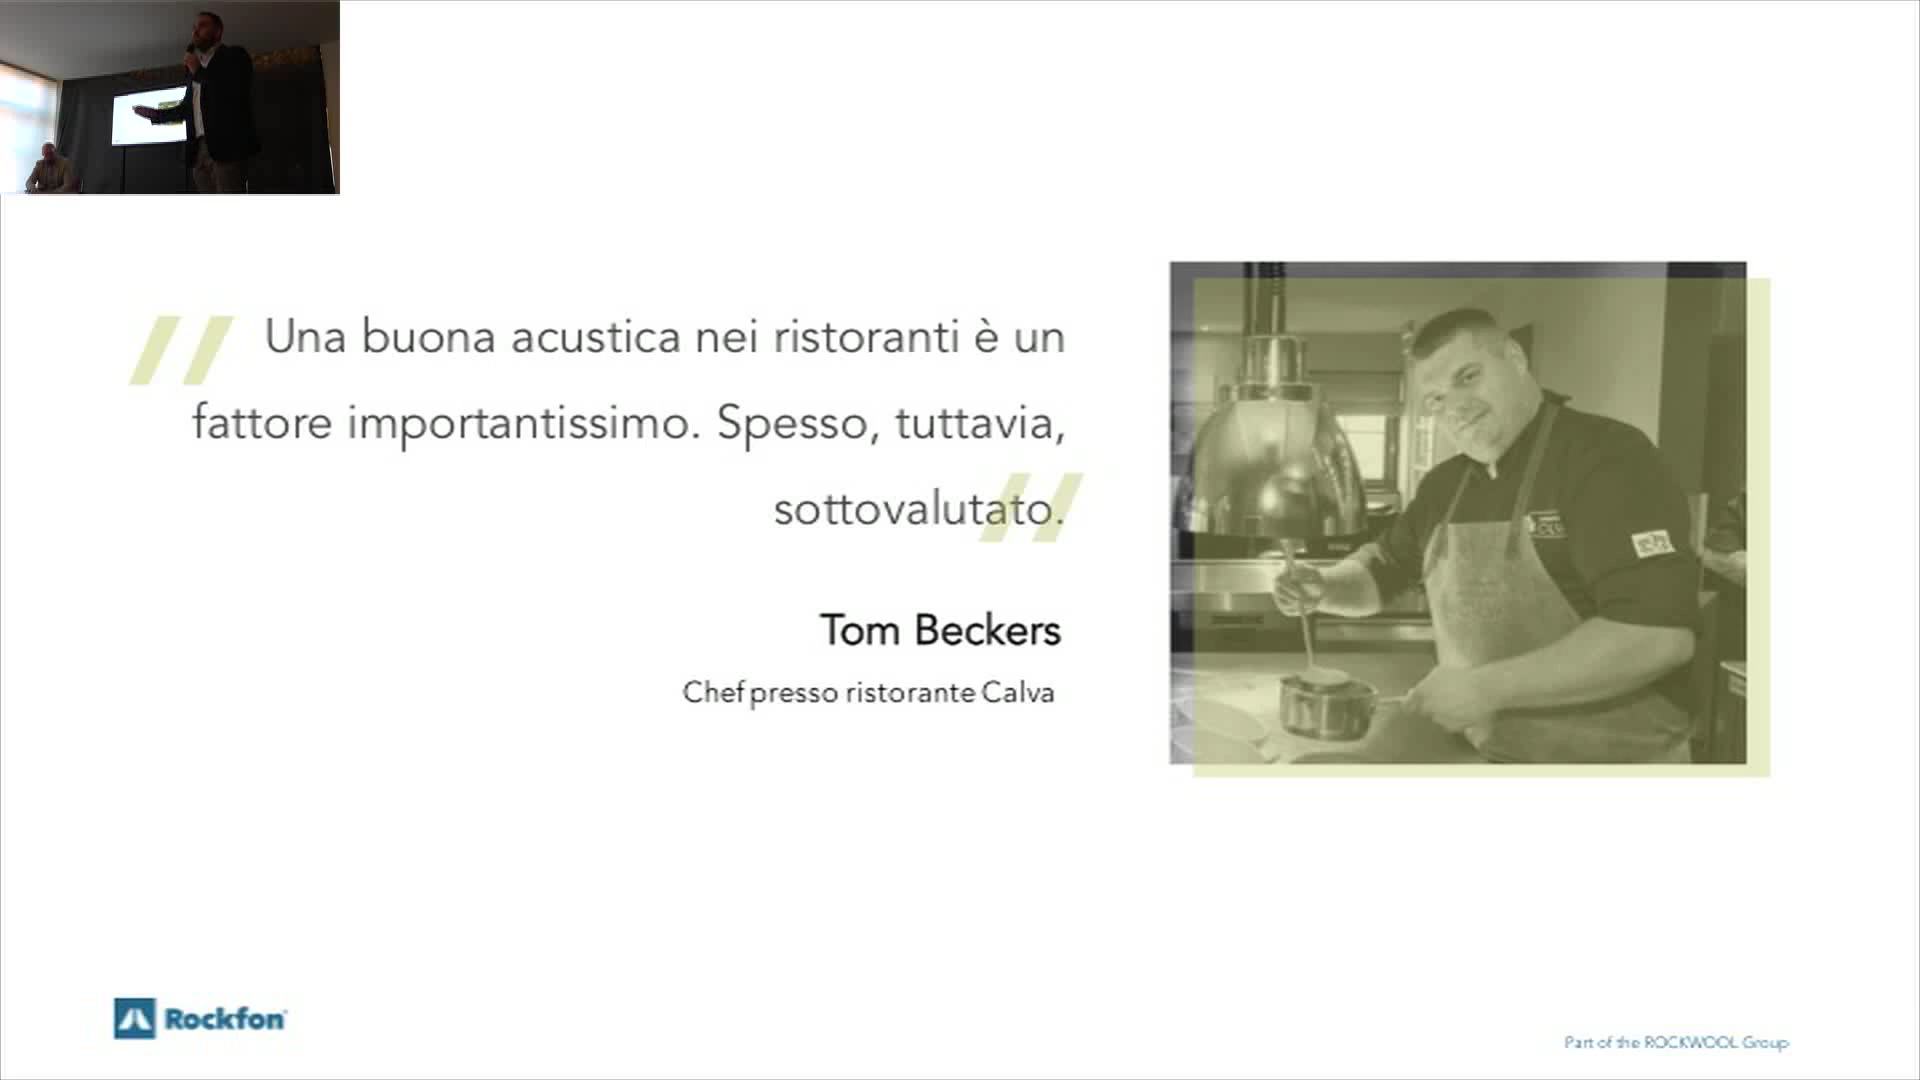 Una buona acustica nei ristoranti è un
fattore importantissimo. Spesso, tuttavia,
sottovalutato.
Tom Beckers
Chef presso ristorante Calva
Rockfon
Part of the ROCKWOOL Group